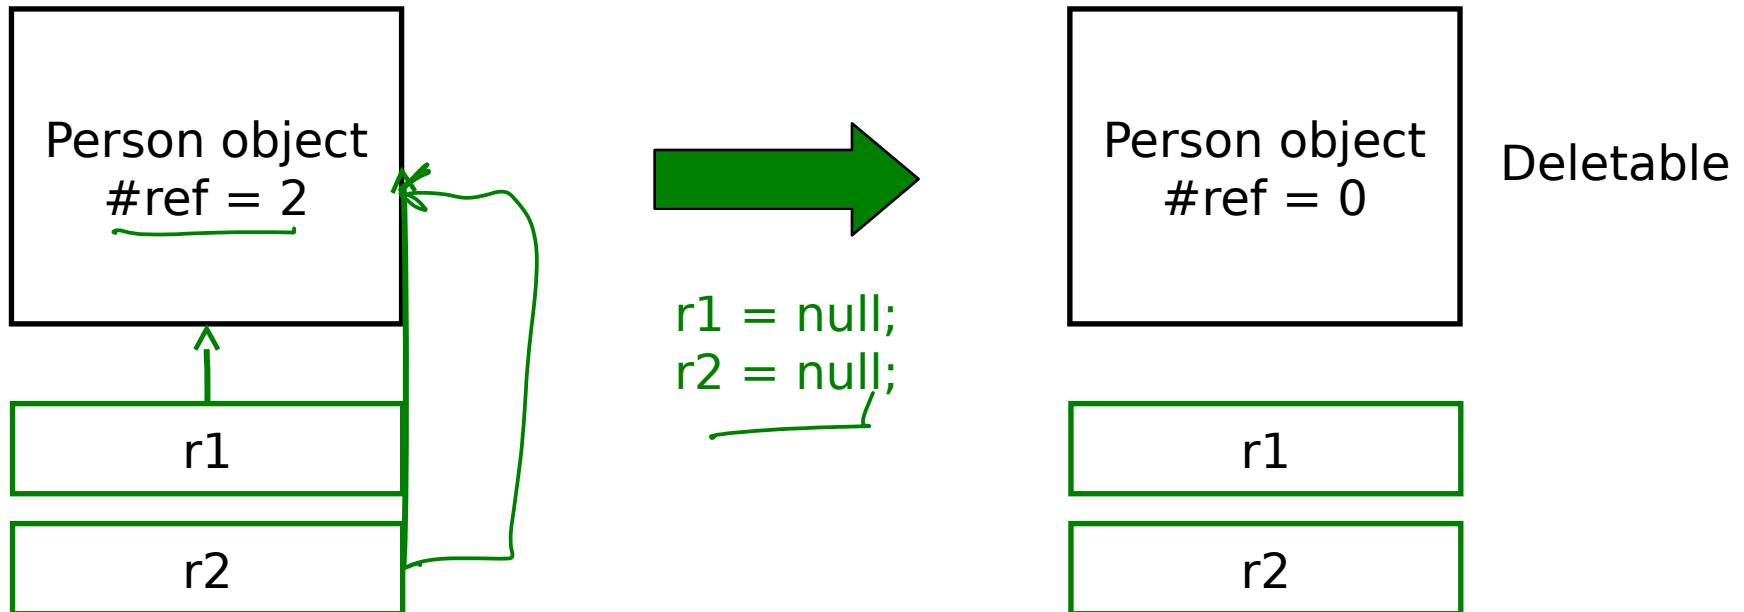 Person object
#ref = 2
r1
r2
r1 = null;
r2 = null;
Person object
#ref = 0
Deletable
r1
r2